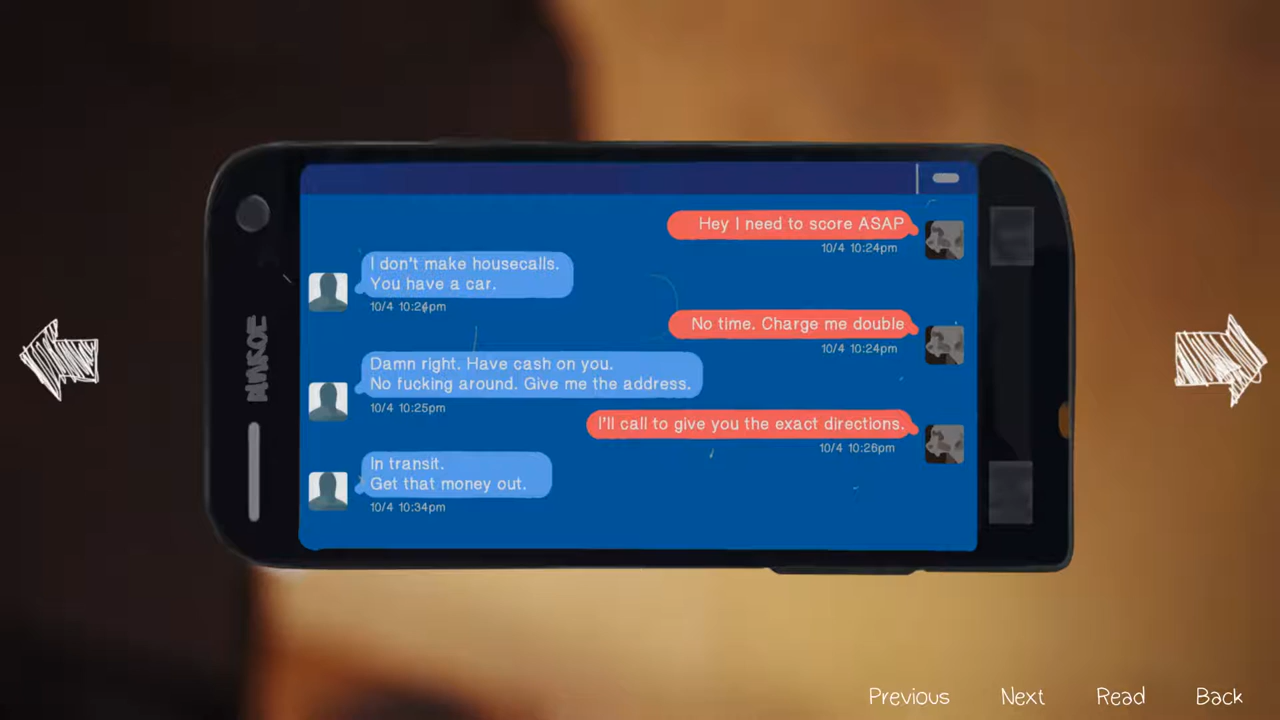 Hey I need to score ASAP
10/4 10:24pm
I don't make housecalls.
You have a car.
10/4 10:24pm
No time. Charge me double
10/4 10:24pm
Damn right. Have cash on you.
No fucking around. Give me the address.
10/4 10:25pm
I'll call to give you the exact directions.
10/4 10:26pm
In transit.
Get that money out.
10/4 10:34pm
Previous Next Read Back